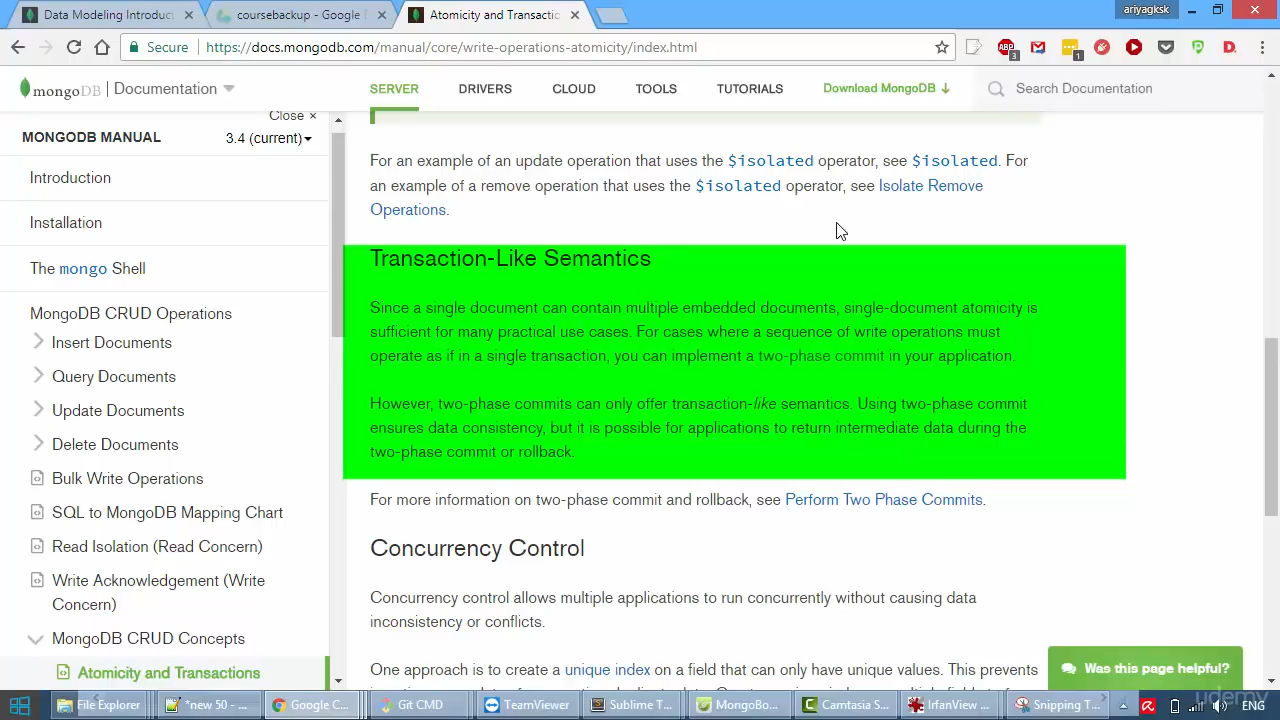 Data Modeling Introduc
coursebackup - Google D
Atomicity and Transactic
ariyagksk
Secure
https://docs.mongodb.com/manual/core/write-operations-atomicity/index.html
ABP
3
1
mongoDB
Documentation
SERVER
DRIVERS
CLOUD
TOOLS
TUTORIALS
Download MongoDB
Search Documentation
Close ×
MONGODB MANUAL
3.4 (current)
Introduction
Installation
The mongo Shell
MongoDB CRUD Operations
Insert Documents
Query Documents
Update Documents
Delete Documents
Bulk Write Operations
SQL to MongoDB Mapping Chart
Read Isolation (Read Concern)
Write Acknowledgement (Write
Concern)
MongoDB CRUD Concepts
Atomicity and Transactions
For an example of an update operation that uses the $isolated operator, see $isolated. For
an example of a remove operation that uses the $isolated operator, see Isolate Remove
Operations.
Transaction-Like Semantics
Since a single document can contain multiple embedded documents, single-document atomicity is
sufficient for many practical use cases. For cases where a sequence of write operations must
operate as if in a single transaction, you can implement a two-phase commit in your application.
However, two-phase commits can only offer transaction-like semantics. Using two-phase commit
ensures data consistency, but it is possible for applications to return intermediate data during the
two-phase commit or rollback.
For more information on two-phase commit and rollback, see Perform Two Phase Commits.
Concurrency Control
Concurrency control allows multiple applications to run concurrently without causing data
inconsistency or conflicts.
One approach is to create a unique index on a field that can only have unique values. This prevents
Was this page helpful?
File Explorer
*new 50 - ...
Google C...
Git CMD
TeamViewer
Sublime T...
MongoBo...
Camtasia S...
IrfanView ...
Snipping T...
ENG
udemy